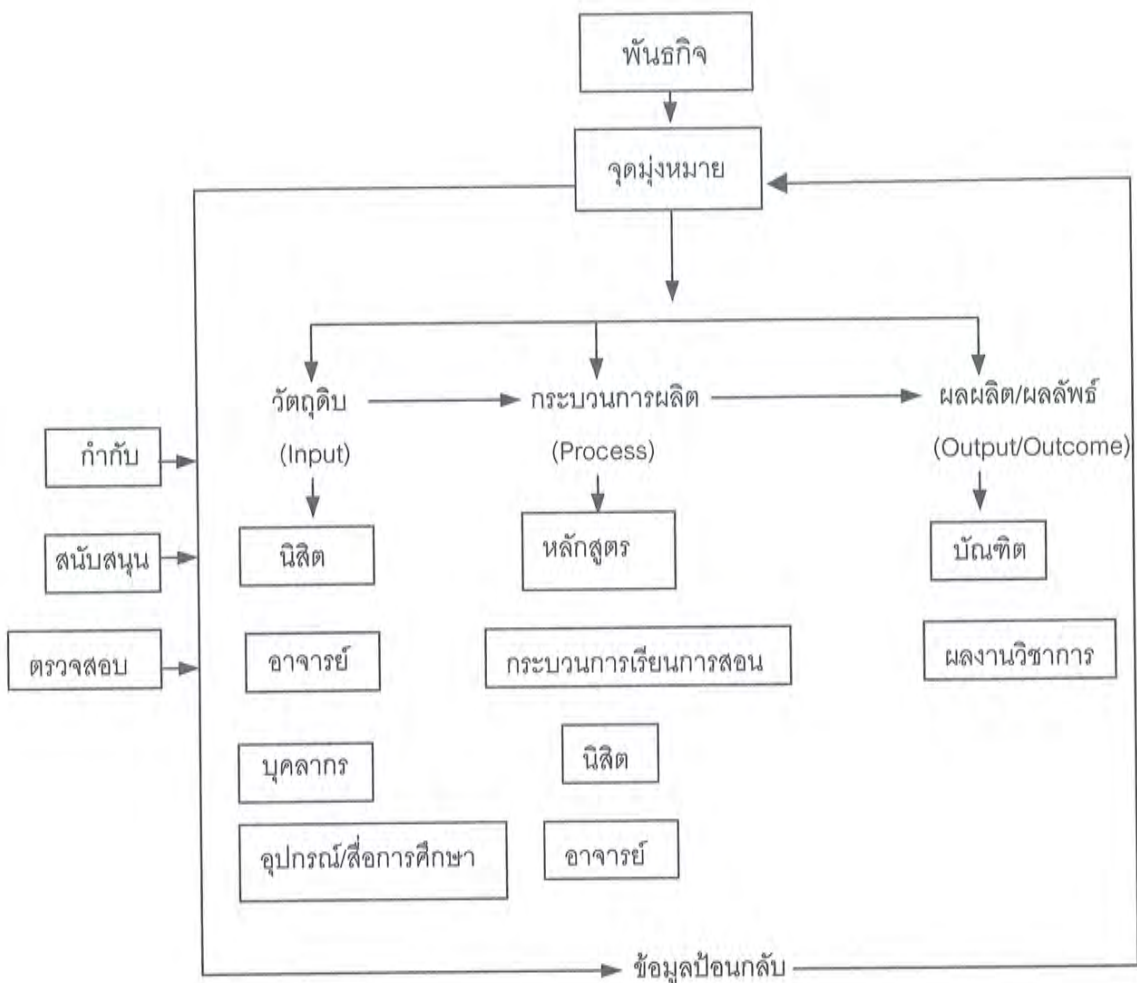 พันธกิจ
จุดมุ่งหมาย
วัตถุดิบ
(Input)
กระบวนการผลิต
(Process)
ผลผลิต/ผลลัพธ์
(Output/Outcome)
กำกับ
สนับสนุน
ตรวจสอบ
นิสิต
อาจารย์
บุคลากร
อุปกรณ์/สื่อการศึกษา
หลักสูตร
กระบวนการเรียนการสอน
นิสิต
อาจารย์
บัณฑิต
ผลงานวิชาการ
ข้อมูลป้อนกลับ